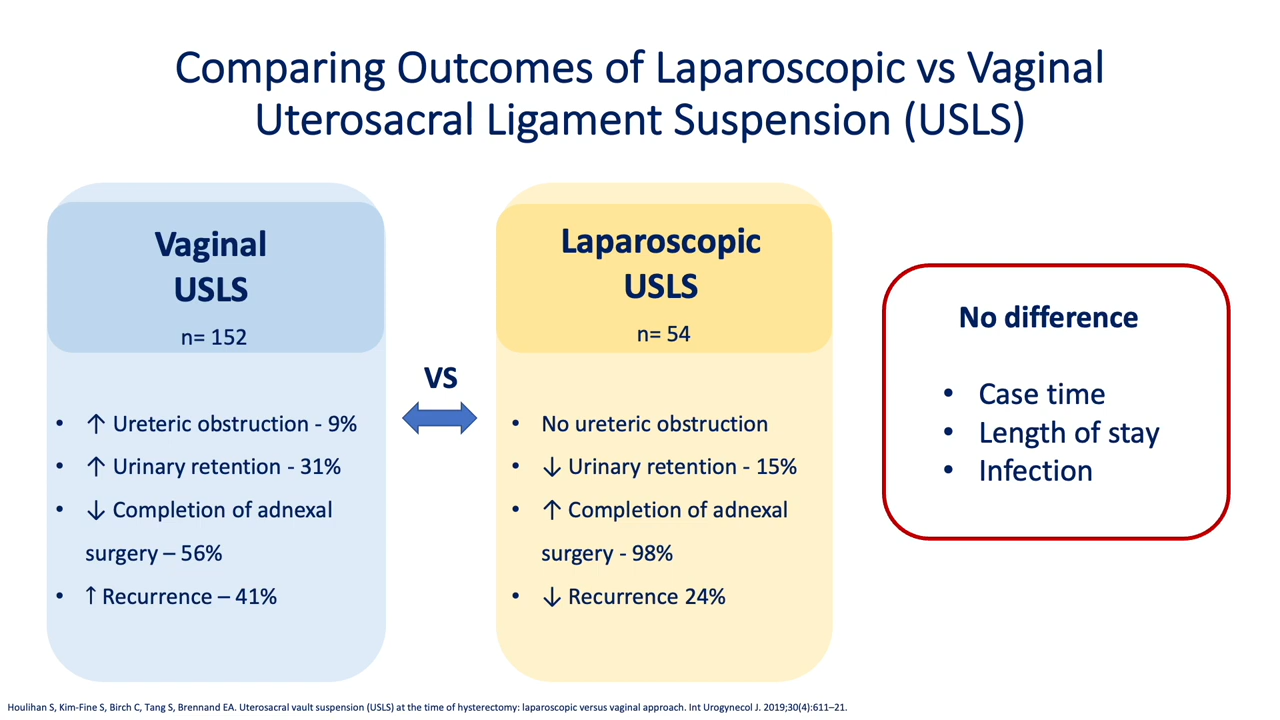 Comparing Outcomes of Laparoscopic vs Vaginal
Uterosacral Ligament Suspension (USLS)
Vaginal
USLS
n= 152
• ↑ Ureteric obstruction - 9%
• ↑ Urinary retention - 31%
• ↓ Completion of adnexal
surgery – 56%
• ↑ Recurrence – 41%
VS
Laparoscopic
USLS
n= 54
• No ureteric obstruction
• ↓ Urinary retention - 15%
• ↑ Completion of adnexal
surgery - 98%
• ↓ Recurrence 24%
No difference
• Case time
• Length of stay
• Infection
Houlihan S, Kim-Fine S, Birch C, Tang S, Brennand EA. Uterosacral vault suspension (USLS) at the time of hysterectomy: laparoscopic versus vaginal approach. Int Urogynecol J. 2019;30(4):611–21.